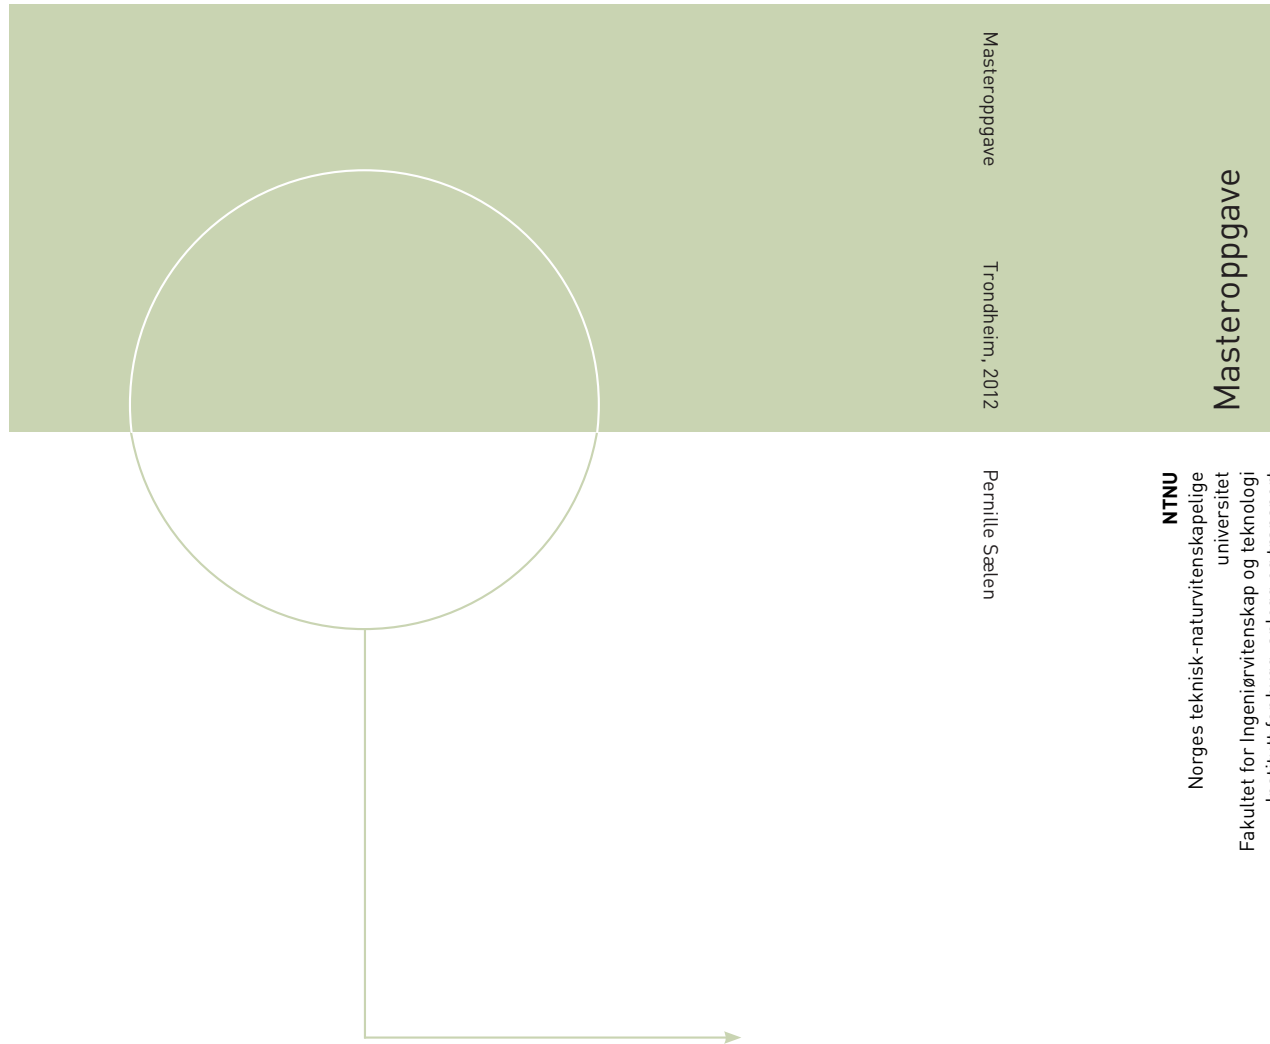 Masteroppgave
Trondheim, 2012
Pernille Sælen
Masteroppgave
NTNU
Norges teknisk-naturvitenskapelige
universitet
Fakultet for Ingeniørvitenskap og teknologi